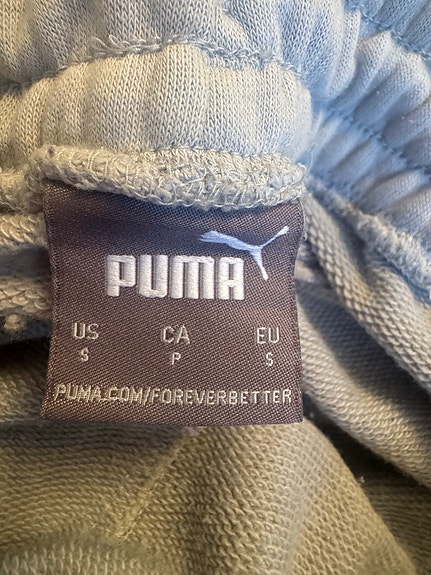 PUMA
US CA EU
S P S
PUMA.COM/FOREVERBETTER